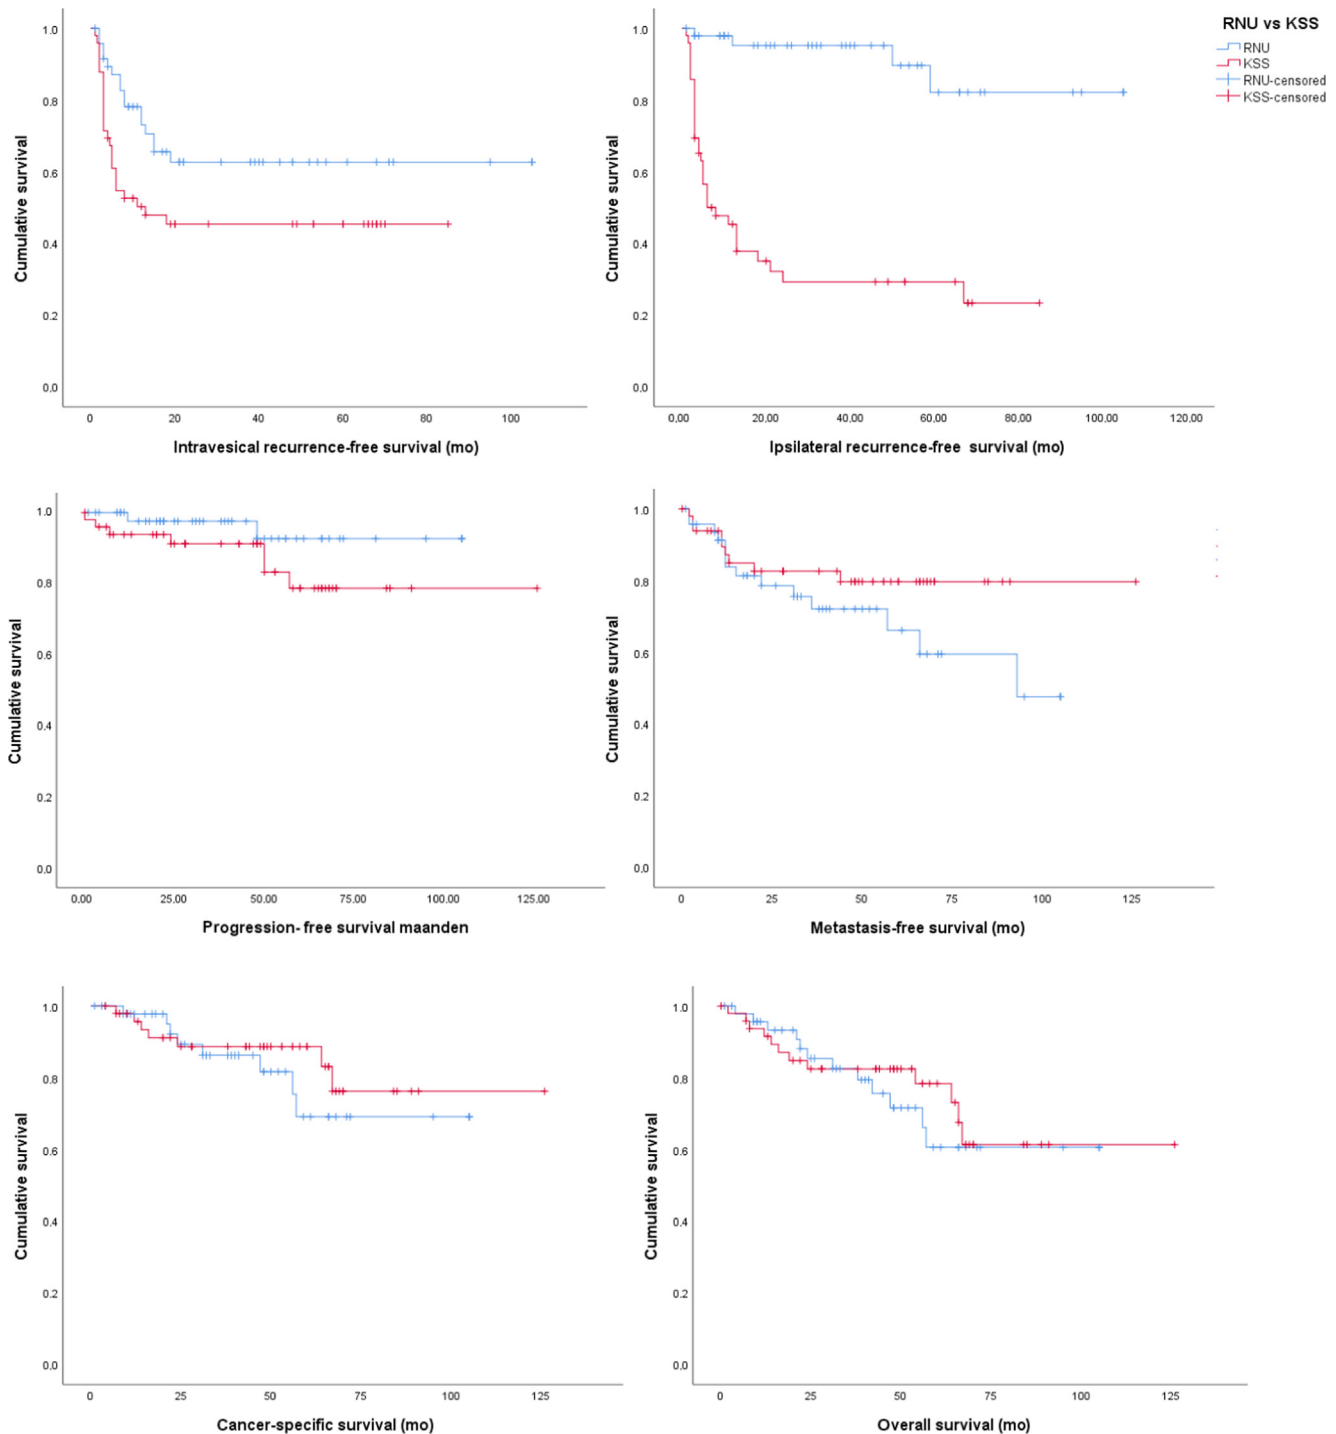 RNU vs KSS
RNU
KSS
RNU-censored
KSS-censored
Cumulative survival
1.0
0.8
0.6
0.4
0.2
0.0
0 20 40 60 80 100
Intravesical recurrence-free survival (mo)
Cumulative survival
1.0
0.8
0.6
0.4
0.2
0.0
0.00 20.00 40.00 60.00 80.00 100.00 120.00
Ipsilateral recurrence-free survival (mo)
Cumulative survival
1.0
0.8
0.6
0.4
0.2
0.0
0.00 25.00 50.00 75.00 100.00 125.00
Progression- free survival maanden
Cumulative survival
1.0
0.8
0.6
0.4
0.2
0.0
0 25 50 75 100 125
Metastasis-free survival (mo)
Cumulative survival
1.0
0.8
0.6
0.4
0.2
0.0
0 25 50 75 100 125
Cancer-specific survival (mo)
Cumulative survival
1.0
0.8
0.6
0.4
0.2
0.0
0 25 50 75 100 125
Overall survival (mo)